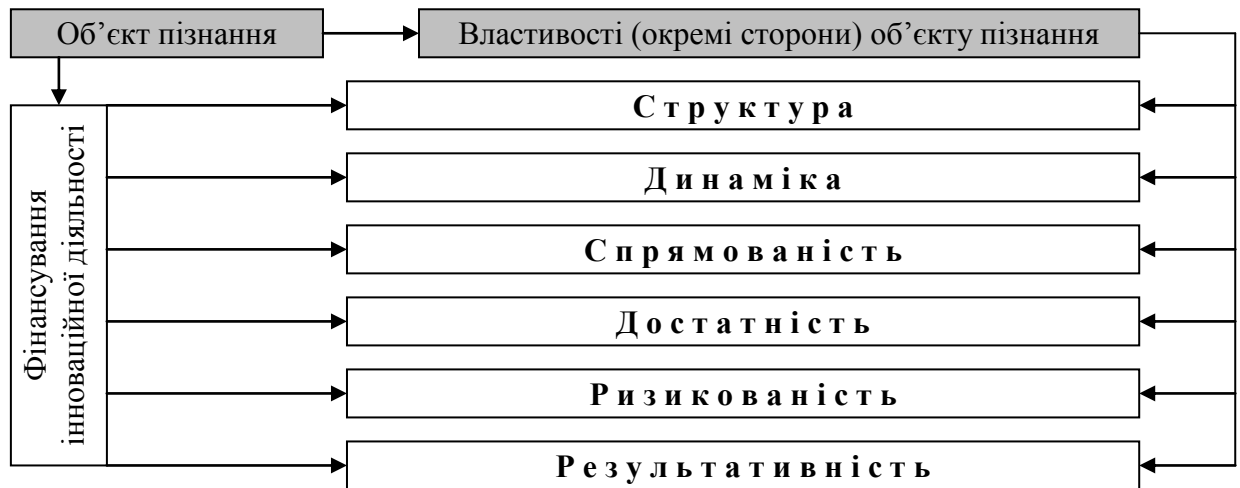 Об’єкт пізнання
Властивості (окремі сторони) об’єкту пізнання
Фінансування
інноваційної діяльності
С т р у к т у р а
Д и н а м і к а
С п р я м о в а н і с т ь
Д о с т а т н і с т ь
Р и з и к о в а н і с т ь
Р е з у л ь т а т и в н і с т ь